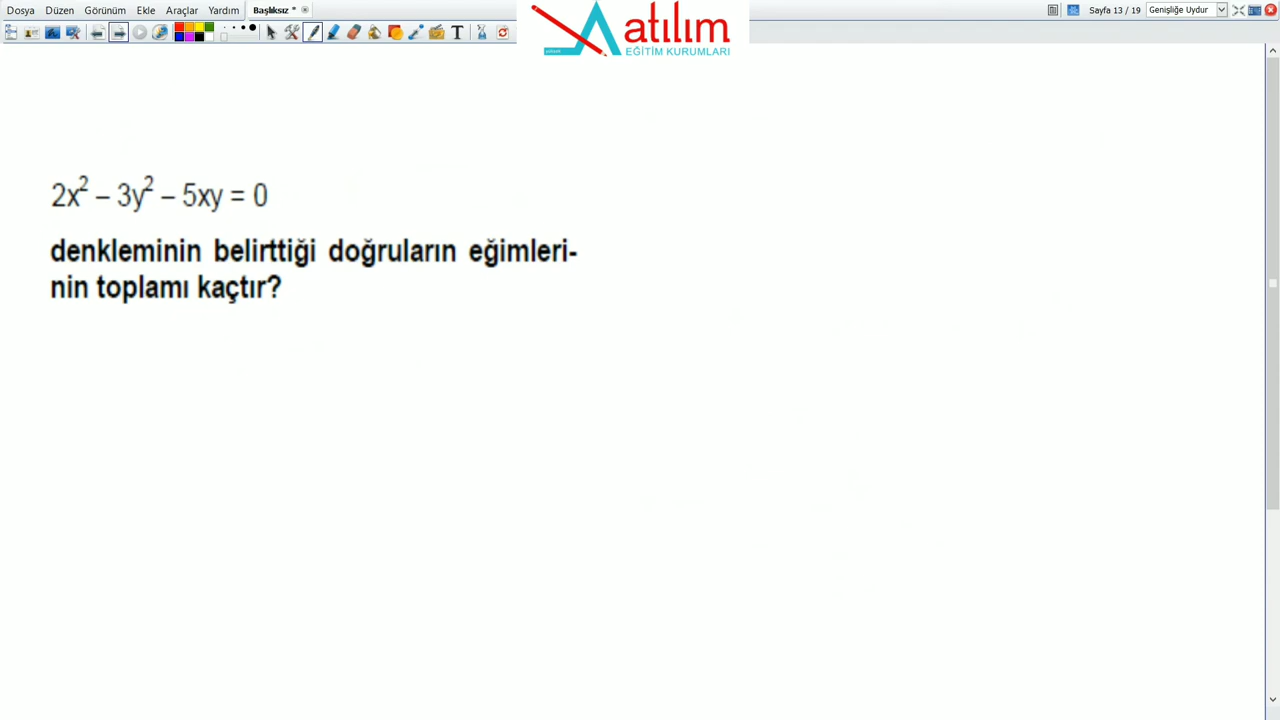 Dosya Düzen Görünüm Ekle Araçlar Yardım Başlıksız * Sayfa 13 / 19 Genişliğe Uydur
atılım
EĞİTİM KURUMLARI
2x² – 3y² – 5xy = 0
denkleminin belirttiği doğruların eğimleri-
nin toplamı kaçtır?